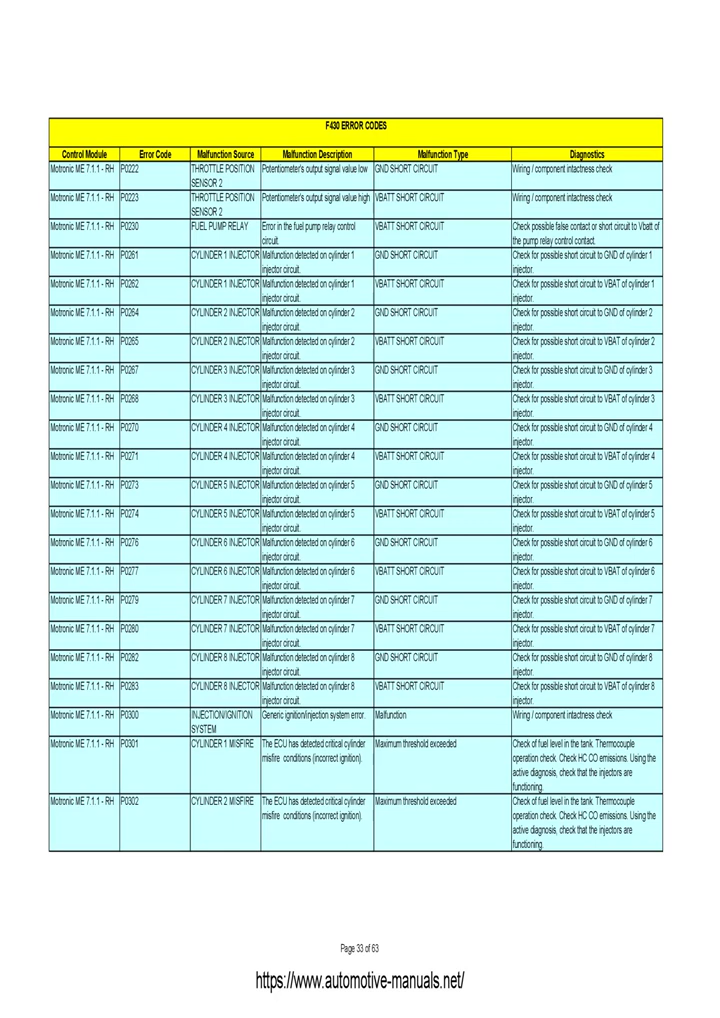 F430 ERROR CODES
Control Module Error Code Malfunction Source Malfunction Description Malfunction Type Diagnostics
Motronic ME 7.1.1 - RH P0222 THROTTLE POSITION Potentiometer's output signal value low GND SHORT CIRCUIT Wiring / component intactness check
SENSOR 2
Motronic ME 7.1.1 - RH P0223 THROTTLE POSITION Potentiometer's output signal value high VBATT SHORT CIRCUIT Wiring / component intactness check
SENSOR 2
Motronic ME 7.1.1 - RH P0230 FUEL PUMP RELAY Error in the fuel pump relay control VBATT SHORT CIRCUIT Check possible false contact or short circuit to Vbatt of
circuit. the pump relay control contact.
Motronic ME 7.1.1 - RH P0261 CYLINDER 1 INJECTOR Malfunction detected on cylinder 1 GND SHORT CIRCUIT Check for possible short circuit to GND of cylinder 1
injector circuit. injector.
Motronic ME 7.1.1 - RH P0262 CYLINDER 1 INJECTOR Malfunction detected on cylinder 1 VBATT SHORT CIRCUIT Check for possible short circuit to VBAT of cylinder 1
injector circuit. injector.
Motronic ME 7.1.1 - RH P0264 CYLINDER 2 INJECTOR Malfunction detected on cylinder 2 GND SHORT CIRCUIT Check for possible short circuit to GND of cylinder 2
injector circuit. injector.
Motronic ME 7.1.1 - RH P0265 CYLINDER 2 INJECTOR Malfunction detected on cylinder 2 VBATT SHORT CIRCUIT Check for possible short circuit to VBAT of cylinder 2
injector circuit. injector.
Motronic ME 7.1.1 - RH P0267 CYLINDER 3 INJECTOR Malfunction detected on cylinder 3 GND SHORT CIRCUIT Check for possible short circuit to GND of cylinder 3
injector circuit. injector.
Motronic ME 7.1.1 - RH P0268 CYLINDER 3 INJECTOR Malfunction detected on cylinder 3 VBATT SHORT CIRCUIT Check for possible short circuit to VBAT of cylinder 3
injector circuit. injector.
Motronic ME 7.1.1 - RH P0270 CYLINDER 4 INJECTOR Malfunction detected on cylinder 4 GND SHORT CIRCUIT Check for possible short circuit to GND of cylinder 4
injector circuit. injector.
Motronic ME 7.1.1 - RH P0271 CYLINDER 4 INJECTOR Malfunction detected on cylinder 4 VBATT SHORT CIRCUIT Check for possible short circuit to VBAT of cylinder 4
injector circuit. injector.
Motronic ME 7.1.1 - RH P0273 CYLINDER 5 INJECTOR Malfunction detected on cylinder 5 GND SHORT CIRCUIT Check for possible short circuit to GND of cylinder 5
injector circuit. injector.
Motronic ME 7.1.1 - RH P0274 CYLINDER 5 INJECTOR Malfunction detected on cylinder 5 VBATT SHORT CIRCUIT Check for possible short circuit to VBAT of cylinder 5
injector circuit. injector.
Motronic ME 7.1.1 - RH P0276 CYLINDER 6 INJECTOR Malfunction detected on cylinder 6 GND SHORT CIRCUIT Check for possible short circuit to GND of cylinder 6
injector circuit. injector.
Motronic ME 7.1.1 - RH P0277 CYLINDER 6 INJECTOR Malfunction detected on cylinder 6 VBATT SHORT CIRCUIT Check for possible short circuit to VBAT of cylinder 6
injector circuit. injector.
Motronic ME 7.1.1 - RH P0279 CYLINDER 7 INJECTOR Malfunction detected on cylinder 7 GND SHORT CIRCUIT Check for possible short circuit to GND of cylinder 7
injector circuit. injector.
Motronic ME 7.1.1 - RH P0280 CYLINDER 7 INJECTOR Malfunction detected on cylinder 7 VBATT SHORT CIRCUIT Check for possible short circuit to VBAT of cylinder 7
injector circuit. injector.
Motronic ME 7.1.1 - RH P0282 CYLINDER 8 INJECTOR Malfunction detected on cylinder 8 GND SHORT CIRCUIT Check for possible short circuit to GND of cylinder 8
injector circuit. injector.
Motronic ME 7.1.1 - RH P0283 CYLINDER 8 INJECTOR Malfunction detected on cylinder 8 VBATT SHORT CIRCUIT Check for possible short circuit to VBAT of cylinder 8
injector circuit. injector.
Motronic ME 7.1.1 - RH P0300 INJECTION/IGNITION Generic ignition/injection system error. Malfunction Wiring / component intactness check
SYSTEM
Motronic ME 7.1.1 - RH P0301 CYLINDER 1 MISFIRE The ECU has detected critical cylinder Maximum threshold exceeded Check of fuel level in the tank. Thermocouple
misfire conditions (incorrect ignition). operation check. Check HC CO emissions. Using the
active diagnosis, check that the injectors are
functioning.
Motronic ME 7.1.1 - RH P0302 CYLINDER 2 MISFIRE The ECU has detected critical cylinder Maximum threshold exceeded Check of fuel level in the tank. Thermocouple
misfire conditions (incorrect ignition). operation check. Check HC CO emissions. Using the
active diagnosis, check that the injectors are
functioning.
Page 33 of 63
https://www.automotive-manuals.net/